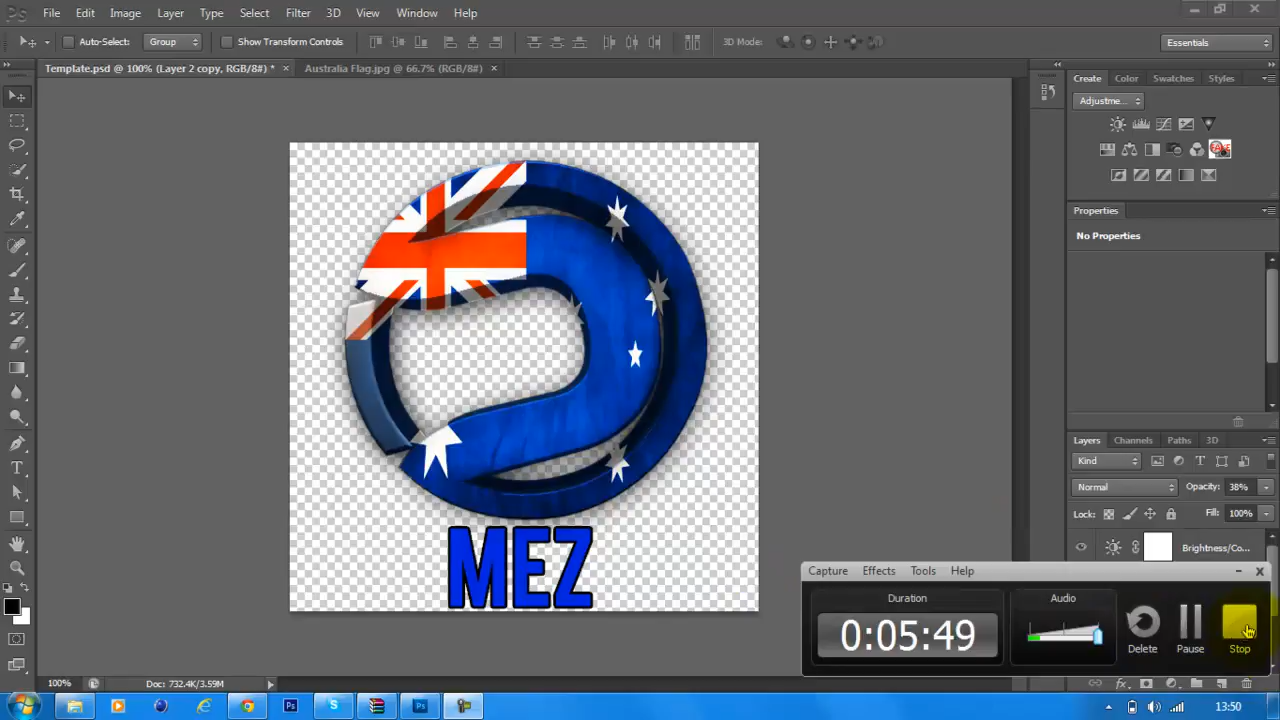 Ps File Edit Image Layer Type Select Filter 3D View Window Help
Auto-Select: Group Show Transform Controls 3D Mode: Essentials
Template.psd @ 100% (Layer 2 copy, RGB/8#) * × Australia Flag.jpg @ 66.7% (RGB/8#) ×
Create Color Swatches Styles
Adjustme...
Properties
No Properties
Layers Channels Paths 3D
Kind
Normal Opacity: 38%
Lock: Fill: 100%
Brightness/Co...
MEZ
Capture Effects Tools Help
Duration Audio
0:05:49
Delete Pause Stop
100% Doc: 732.4K/3.59M
13:50